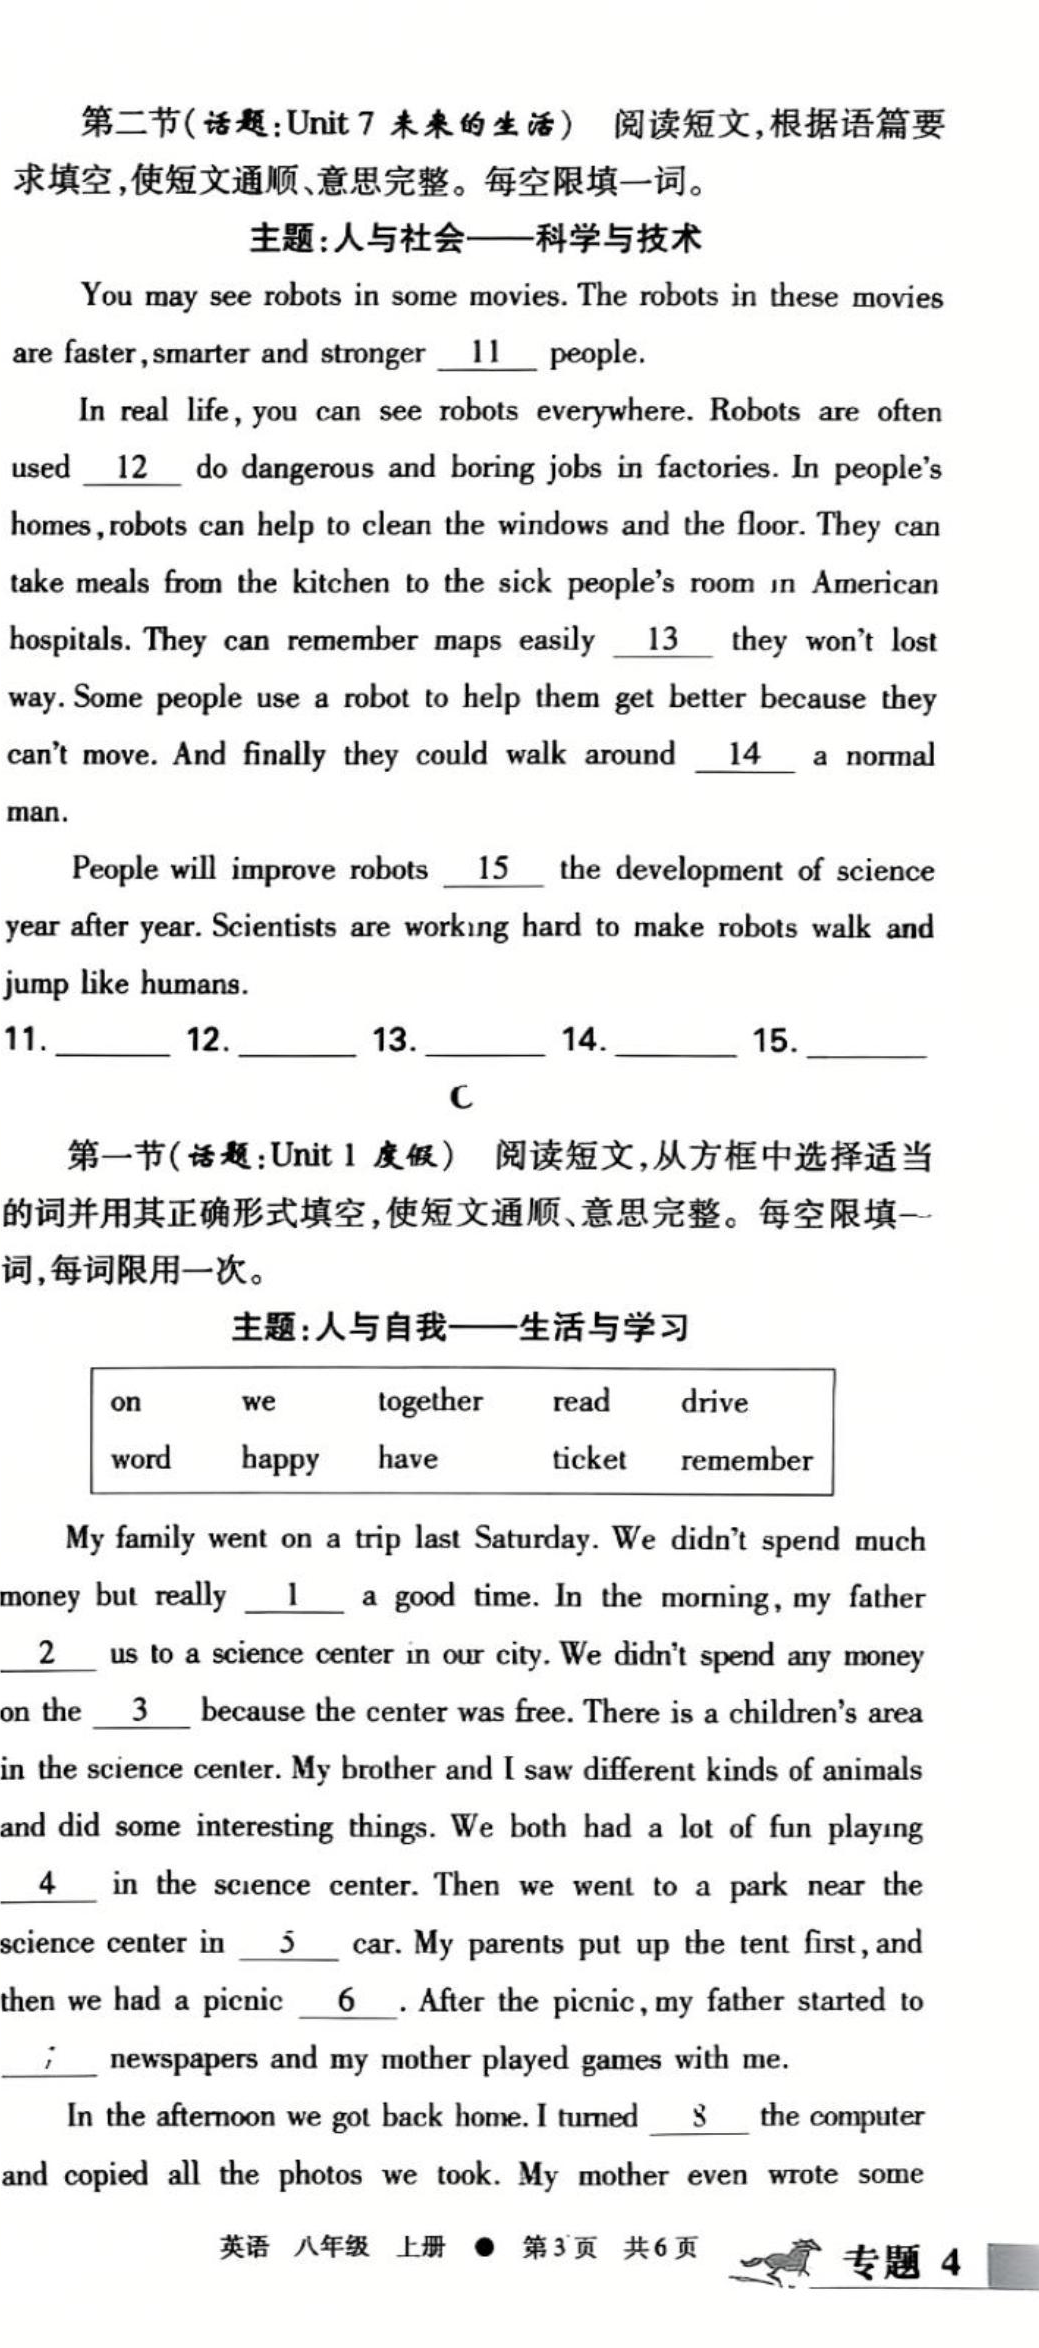 第二节(话题:Unit 7 未来的生活) 阅读短文,根据语篇要
求填空,使短文通顺、意思完整。每空限填一词。
主题:人与社会——科学与技术
You may see robots in some movies. The robots in these movies
are faster, smarter and stronger 11 people.
In real life, you can see robots everywhere. Robots are often
used 12 do dangerous and boring jobs in factories. In people's
homes, robots can help to clean the windows and the floor. They can
take meals from the kitchen to the sick people's room in American
hospitals. They can remember maps easily 13 they won't lost
way. Some people use a robot to help them get better because they
can't move. And finally they could walk around 14 a normal
man.
People will improve robots 15 the development of science
year after year. Scientists are working hard to make robots walk and
jump like humans.
11. ______ 12. ______ 13. ______ 14. ______ 15. ______
C
第一节(话题:Unit 1 度假) 阅读短文,从方框中选择适当
的词并用其正确形式填空,使短文通顺、意思完整。每空限填一
词,每词限用一次。
主题:人与自我——生活与学习
on we together read drive
word happy have ticket remember
My family went on a trip last Saturday. We didn't spend much
money but really 1 a good time. In the morning, my father
2 us to a science center in our city. We didn't spend any money
on the 3 because the center was free. There is a children's area
in the science center. My brother and I saw different kinds of animals
and did some interesting things. We both had a lot of fun playing
4 in the science center. Then we went to a park near the
science center in 5 car. My parents put up the tent first, and
then we had a picnic 6 . After the picnic, my father started to
7 newspapers and my mother played games with me.
In the afternoon we got back home. I turned 8 the computer
and copied all the photos we took. My mother even wrote some
英语 八年级 上册 ● 第3页 共6页 专题 4